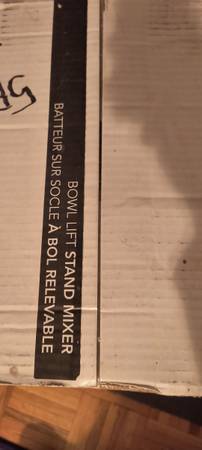 BOWL LIFT STAND MIXER
BATTEUR SUR SOCLE À BOL RELEVABLE